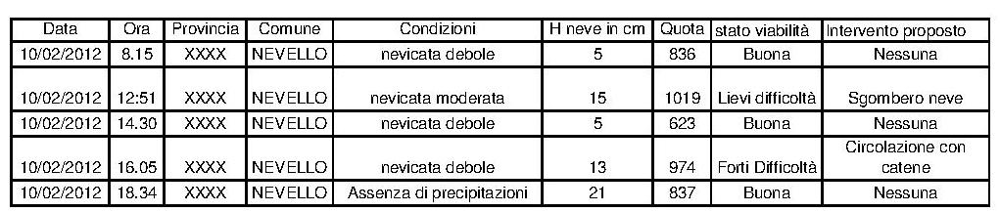 Data Ora Provincia Comune Condizioni H neve in cm Quota stato viabilità Intervento proposto
10/02/2012 8.15 XXXX NEVELLO nevicata debole 5 836 Buona Nessuna
10/02/2012 12:51 XXXX NEVELLO nevicata moderata 15 1019 Lievi difficoltà Sgombero neve
10/02/2012 14.30 XXXX NEVELLO nevicata debole 5 623 Buona Nessuna
10/02/2012 16.05 XXXX NEVELLO nevicata debole 13 974 Forti Difficoltà Circolazione con
catene
10/02/2012 18.34 XXXX NEVELLO Assenza di precipitazioni 21 837 Buona Nessuna